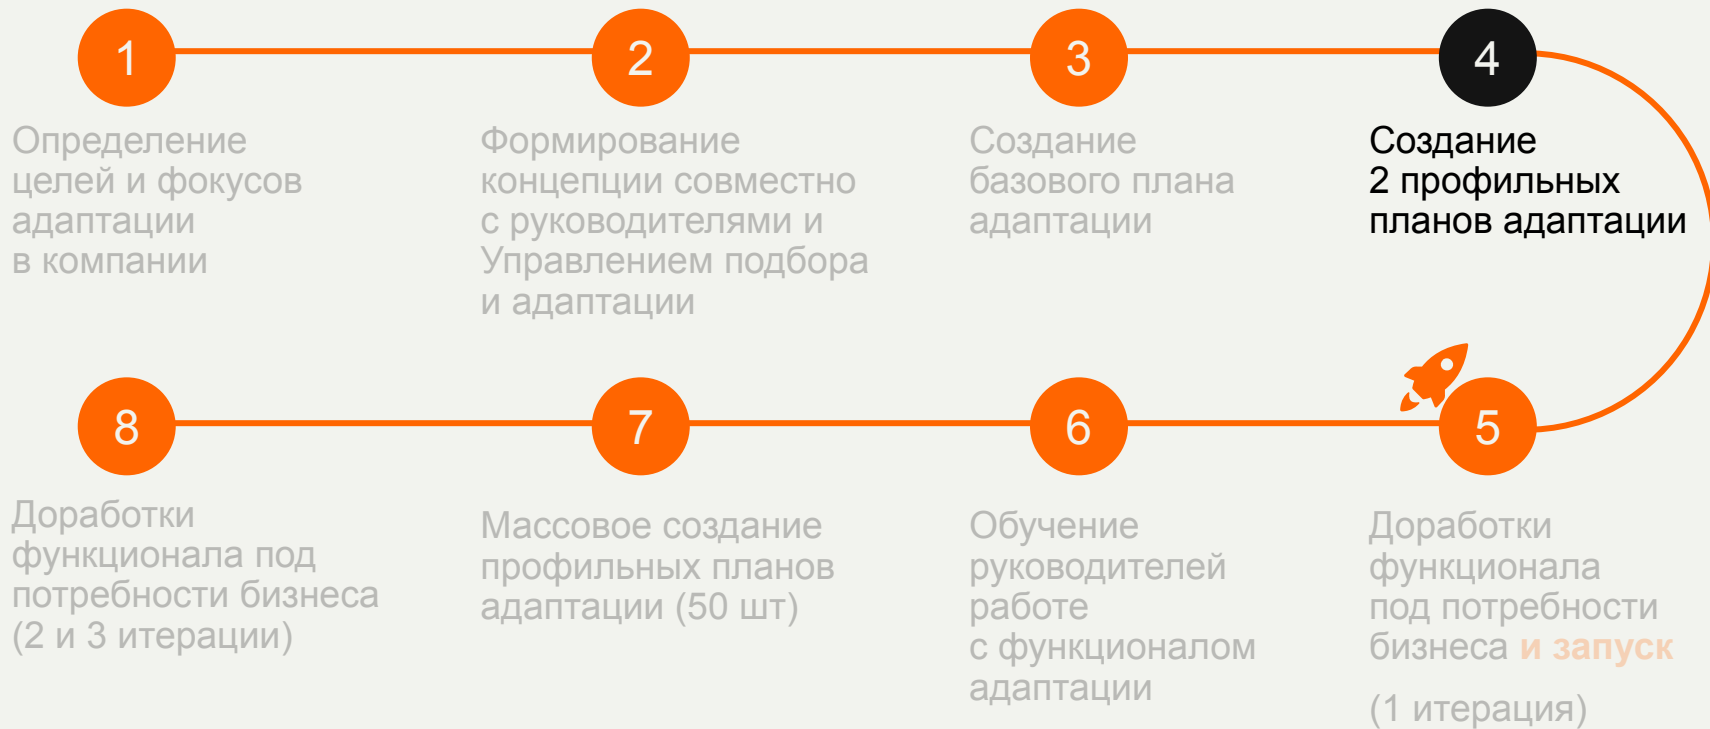 1
Определение
целей и фокусов
адаптации
в компании
2
Формирование
концепции совместно
с руководителями и
Управлением подбора
и адаптации
3
Создание
базового плана
адаптации
4
Создание
2 профильных
планов адаптации
5
Доработки
функционала
под потребности
бизнеса и запуск
(1 итерация)
6
Обучение
руководителей
работе
с функционалом
адаптации
7
Массовое создание
профильных планов
адаптации (50 шт)
8
Доработки
функционала под
потребности бизнеса
(2 и 3 итерации)